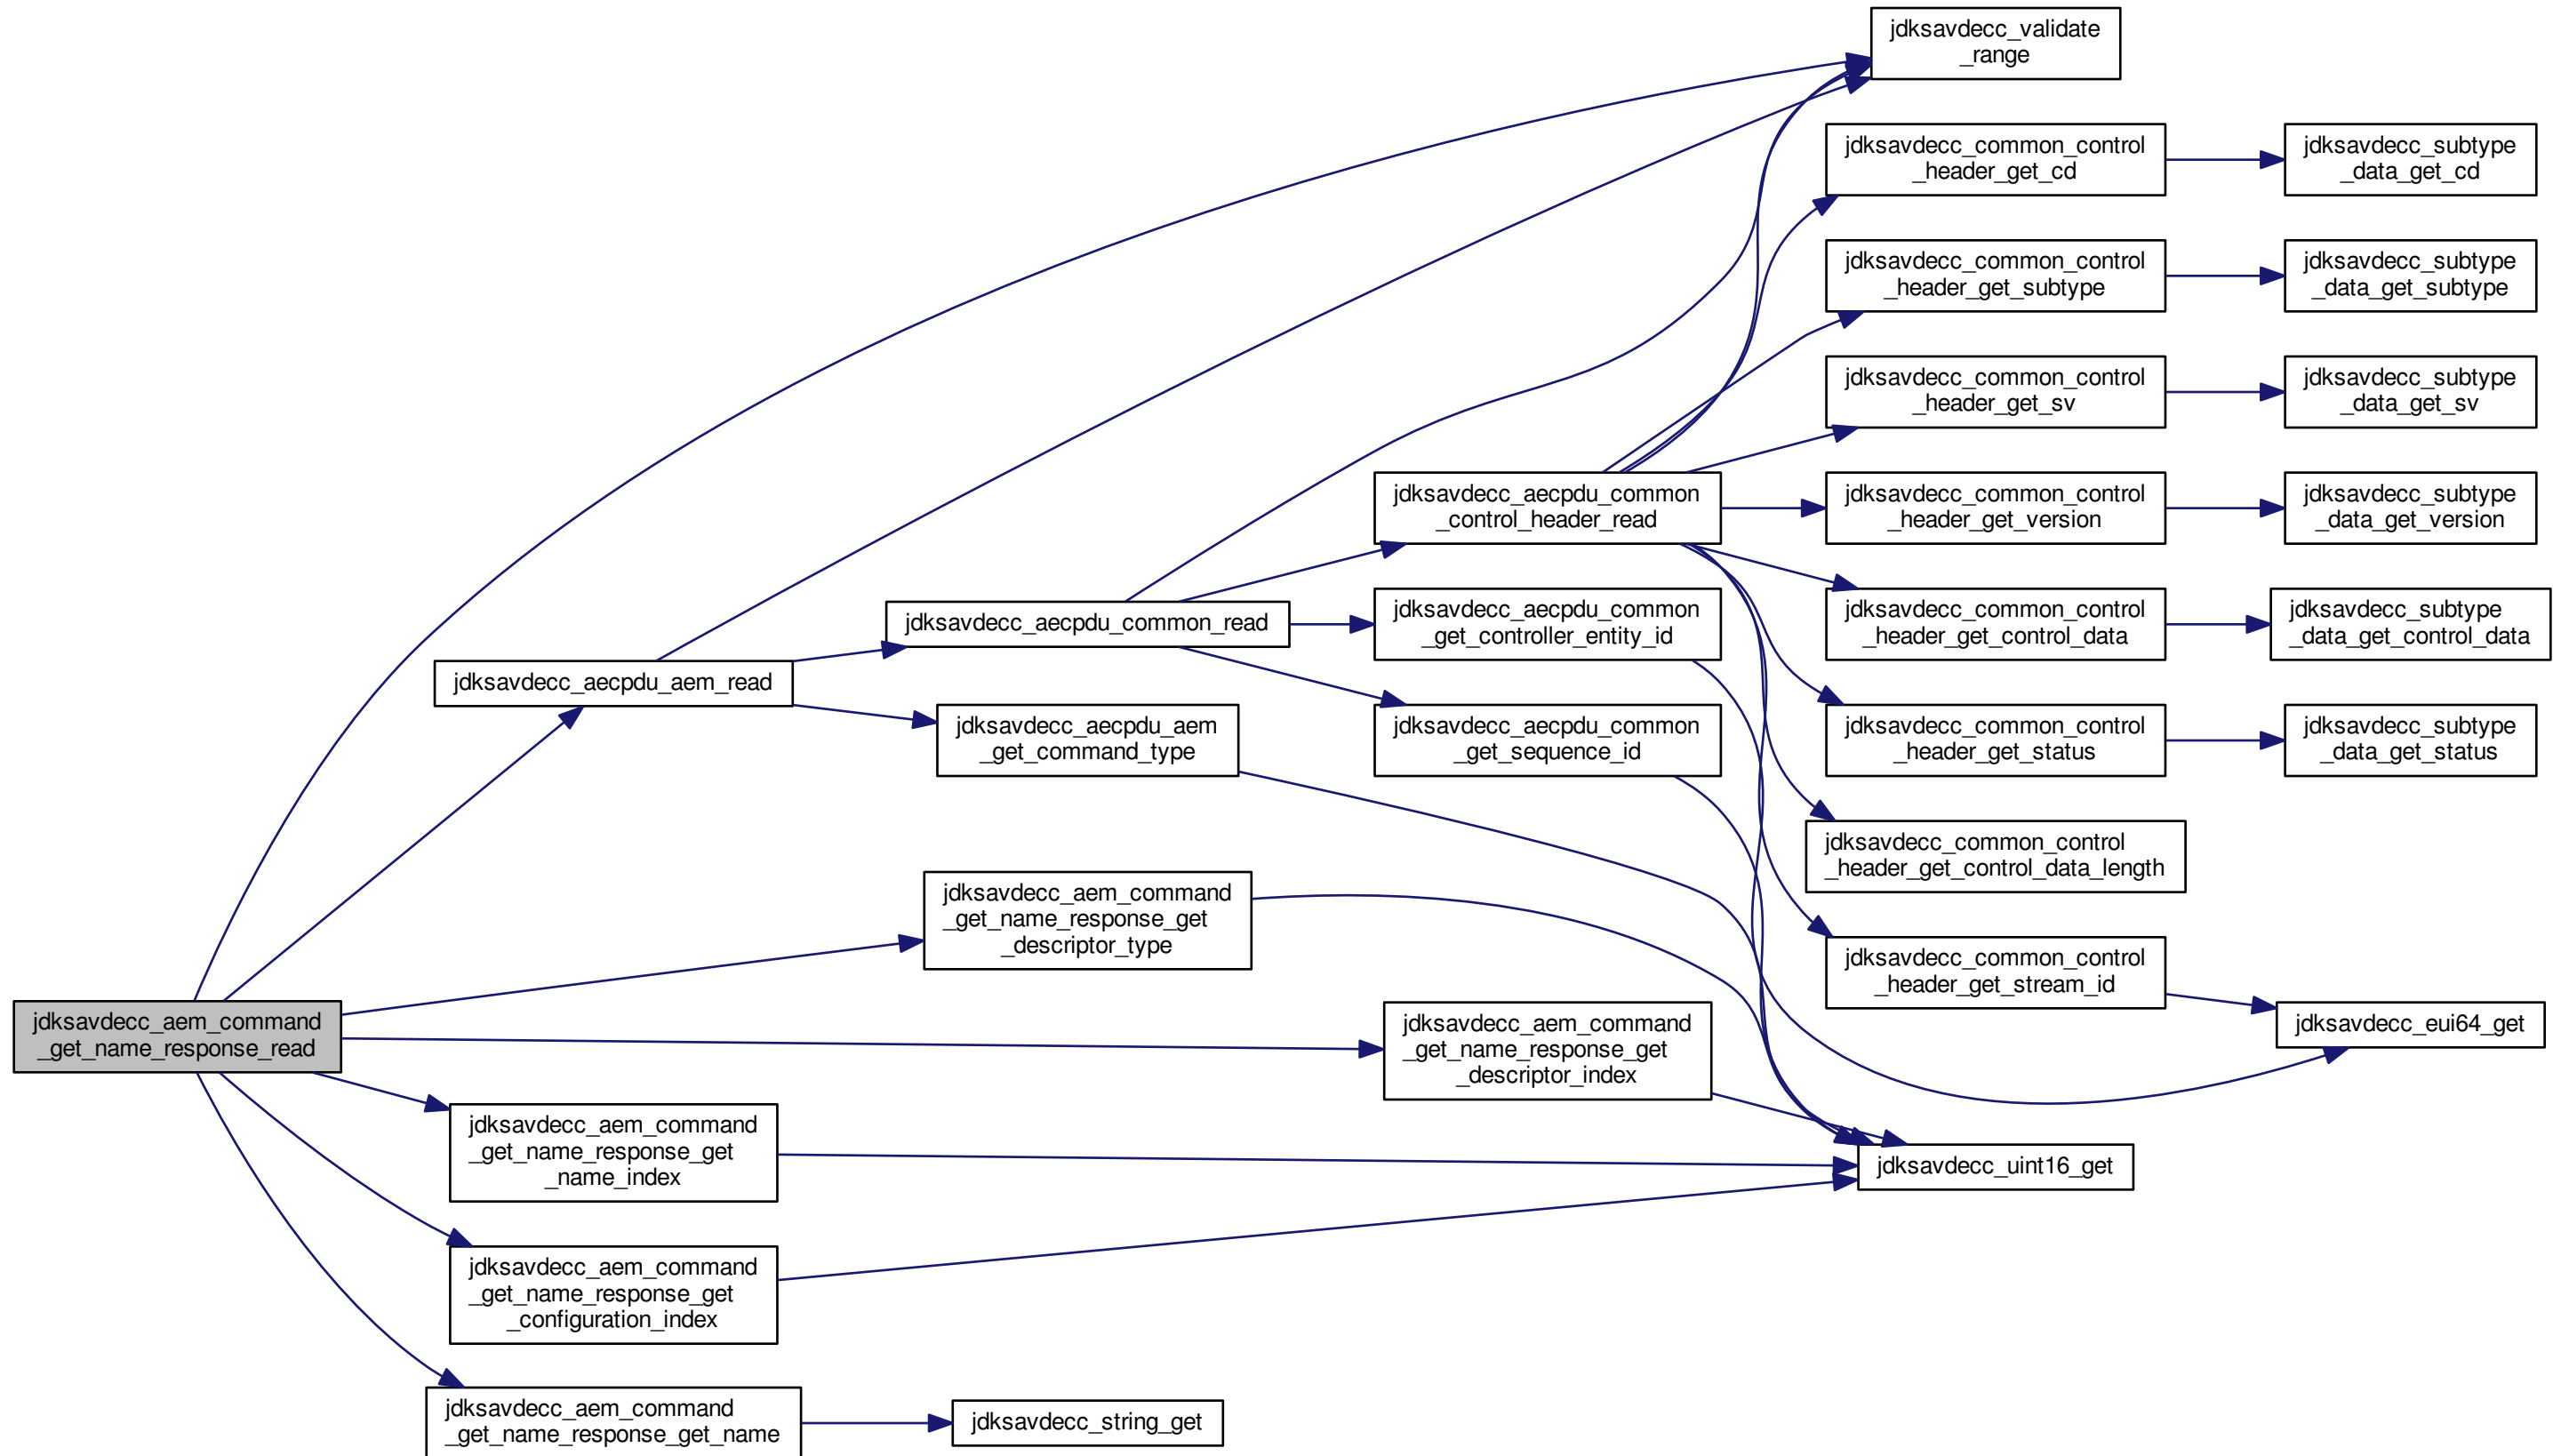 jdksavdecc_aem_command
_get_name_response_read
jdksavdecc_validate
_range
jdksavdecc_aecpdu_aem_read
jdksavdecc_aecpdu_common_read
jdksavdecc_aecpdu_common
_control_header_read
jdksavdecc_common_control
_header_get_cd
jdksavdecc_subtype
_data_get_cd
jdksavdecc_common_control
_header_get_subtype
jdksavdecc_subtype
_data_get_subtype
jdksavdecc_common_control
_header_get_sv
jdksavdecc_subtype
_data_get_sv
jdksavdecc_common_control
_header_get_version
jdksavdecc_subtype
_data_get_version
jdksavdecc_common_control
_header_get_control_data
jdksavdecc_subtype
_data_get_control_data
jdksavdecc_common_control
_header_get_status
jdksavdecc_subtype
_data_get_status
jdksavdecc_common_control
_header_get_control_data_length
jdksavdecc_common_control
_header_get_stream_id
jdksavdecc_eui64_get
jdksavdecc_aecpdu_common
_get_controller_entity_id
jdksavdecc_aecpdu_common
_get_sequence_id
jdksavdecc_uint16_get
jdksavdecc_aecpdu_aem
_get_command_type
jdksavdecc_aem_command
_get_name_response_get
_descriptor_type
jdksavdecc_aem_command
_get_name_response_get
_descriptor_index
jdksavdecc_aem_command
_get_name_response_get
_name_index
jdksavdecc_aem_command
_get_name_response_get
_configuration_index
jdksavdecc_aem_command
_get_name_response_get_name
jdksavdecc_string_get